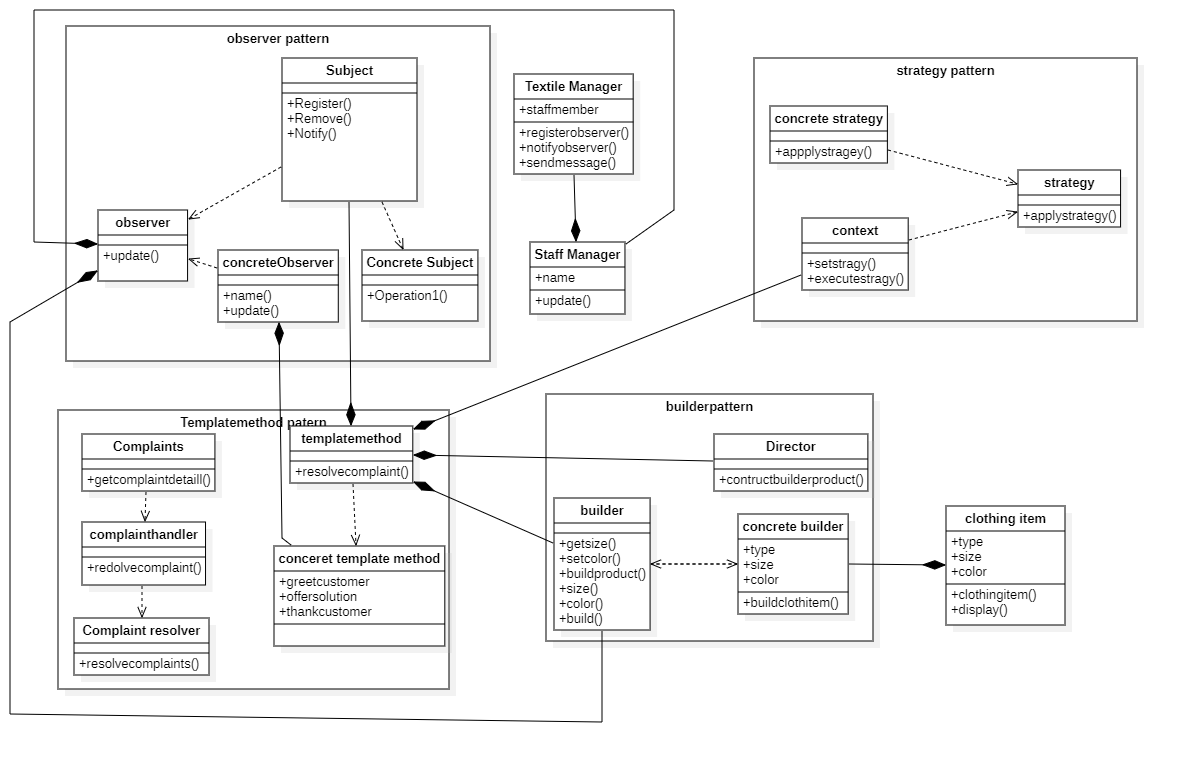 observer pattern
Subject
+Register()
+Remove()
+Notify()
observer
+update()
concreteObserver
+name()
+update()
Concrete Subject
+Operation1()
Textile Manager
+staffmember
+registerobserver()
+notifyobserver()
+sendmessage()
Staff Manager
+name
+update()
strategy pattern
concrete strategy
+appplystragey()
strategy
+applystrategy()
context
+setstragy()
+executestragy()
Templatemethod patern
Complaints
+getcomplaintdetaill()
complainthandler
+redolvecomplaint()
Complaint resolver
+resolvecomplaints()
templatemethod
+resolvecomplaint()
conceret template method
+greetcustomer
+offersolution
+thankcustomer
builderpattern
Director
+contructbuilderproduct()
builder
+getsize()
+setcolor()
+buildproduct()
+size()
+color()
+build()
concrete builder
+type
+size
+color
+buildclothitem()
clothing item
+type
+size
+color
+clothingitem()
+display()